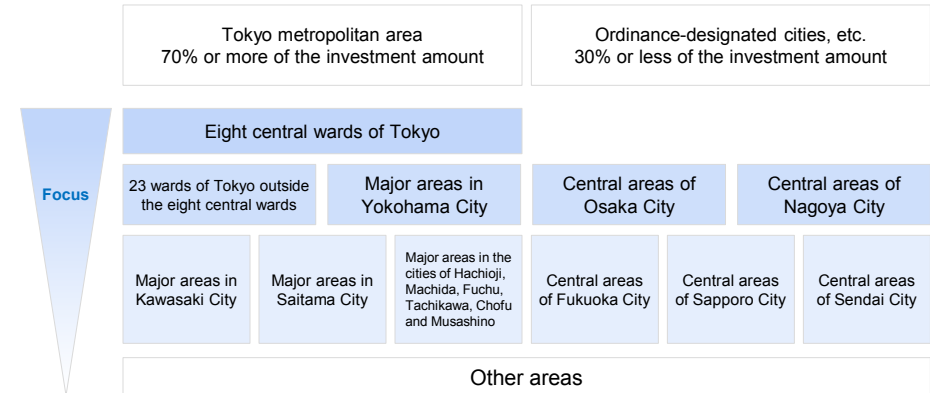 Tokyo metropolitan area
70% or more of the investment amount
Ordinance-designated cities, etc.
30% or less of the investment amount
Focus
Eight central wards of Tokyo
23 wards of Tokyo outside
the eight central wards
Major areas in
Yokohama City
Central areas of
Osaka City
Central areas of
Nagoya City
Major areas in
Kawasaki City
Major areas in
Saitama City
Major areas in the
cities of Hachioji,
Machida, Fuchu,
Tachikawa, Chofu
and Musashino
Central areas
of Fukuoka City
Central areas
of Sapporo City
Central areas
of Sendai City
Other areas